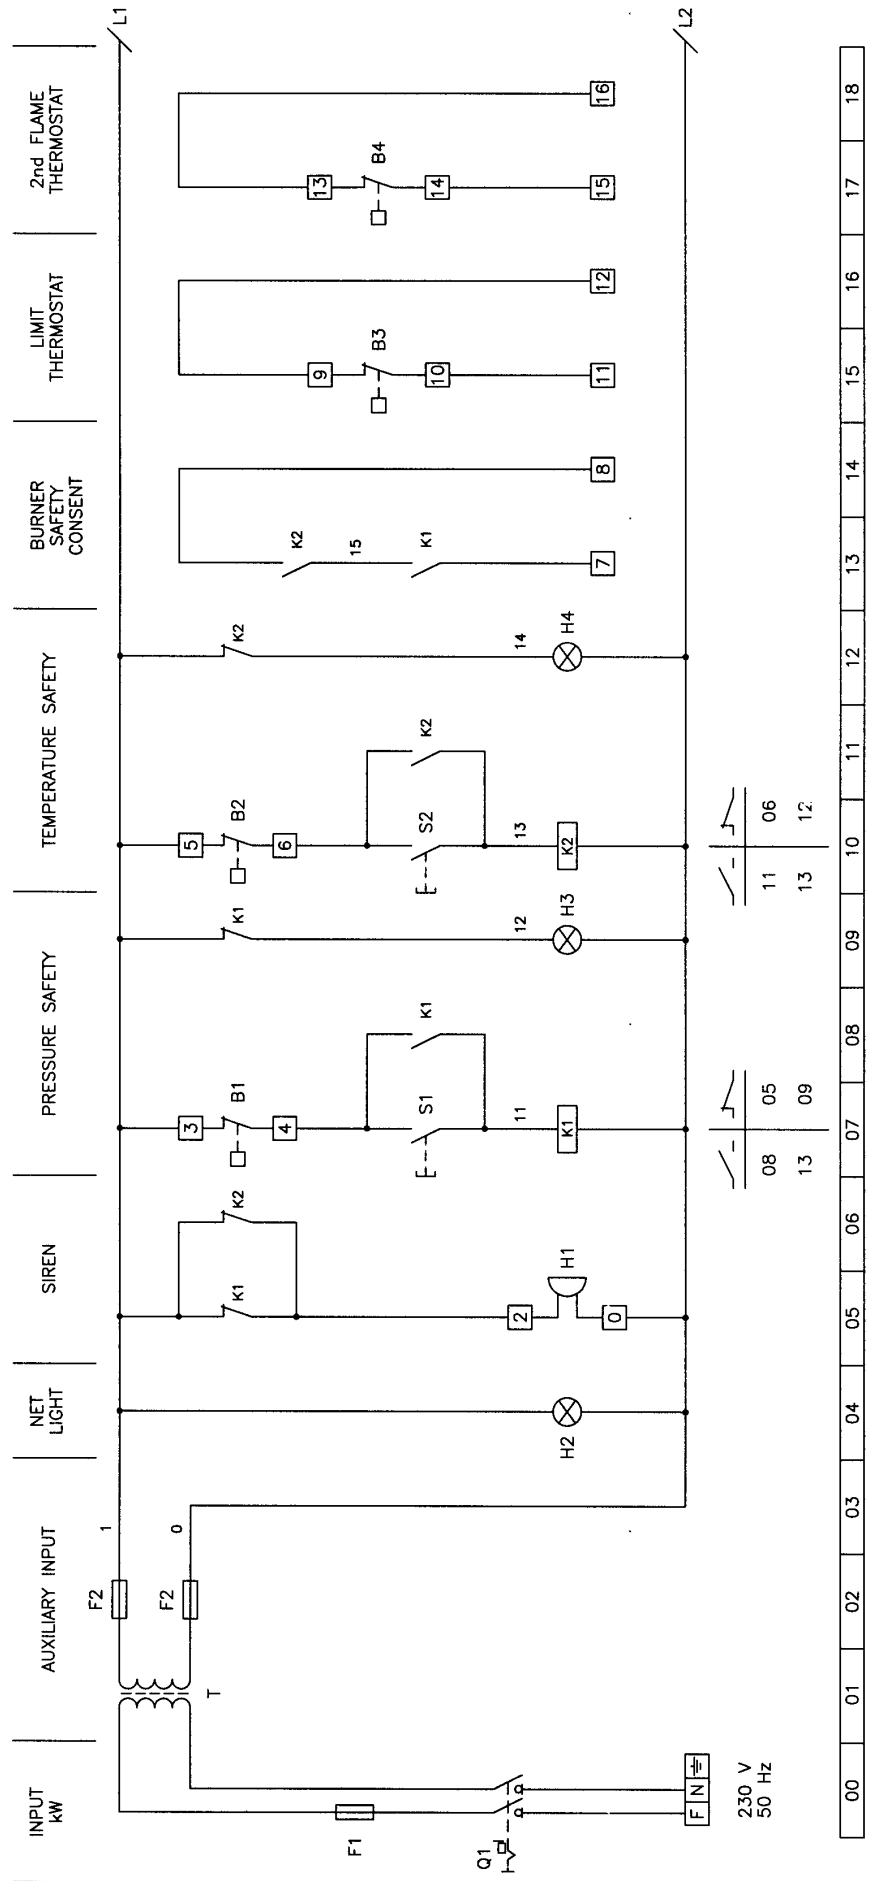 INPUT
kW
AUXILIARY INPUT
NET
LIGHT
SIREN
PRESSURE SAFETY
TEMPERATURE SAFETY
BURNER
SAFETY
CONSENT
LIMIT
THERMOSTAT
2nd FLAME
THERMOSTAT
L1
F2
1
F2
0
T
K1
K2
3
B1
4
K1
5
B2
6
K2
K2
15
K1
9
B3
10
13
B4
14
F1
S1
K1
S2
K2
Q1
H2
2
H1
0
11
K1
12
H3
13
K2
14
H4
7
8
11
12
15
16
L2
F N
230 V
50 Hz
08 05
13 09
11 06
13 12
00 01 02 03 04 05 06 07 08 09 10 11 12 13 14 15 16 17 18